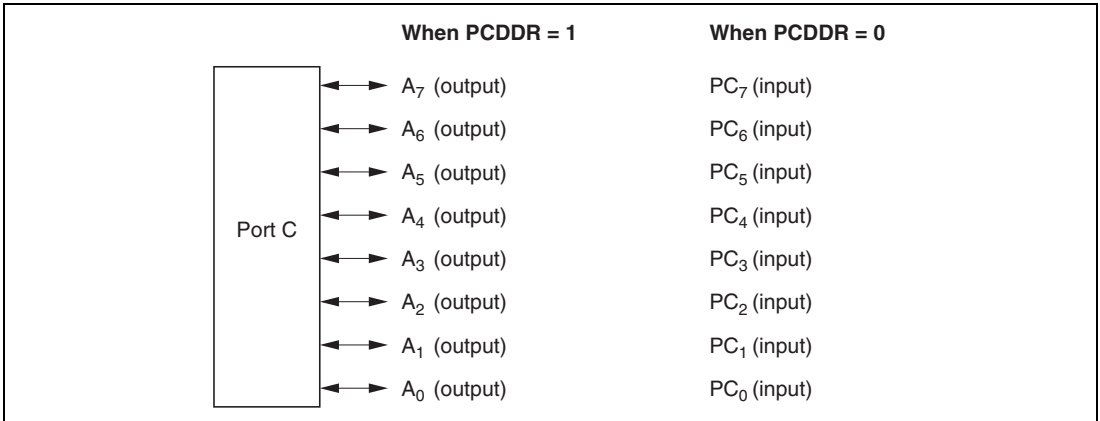 When PCDDR = 1 When PCDDR = 0
A₇ (output) PC₇ (input)
A₆ (output) PC₆ (input)
A₅ (output) PC₅ (input)
A₄ (output) PC₄ (input)
Port C
A₃ (output) PC₃ (input)
A₂ (output) PC₂ (input)
A₁ (output) PC₁ (input)
A₀ (output) PC₀ (input)